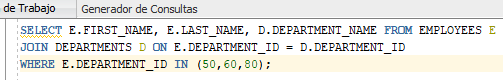 de Trabajo
Generador de Consultas
SELECT E.FIRST_NAME, E.LAST_NAME, D.DEPARTMENT_NAME FROM EMPLOYEES E
JOIN DEPARTMENTS D ON E.DEPARTMENT_ID = D.DEPARTMENT_ID
WHERE E.DEPARTMENT_ID IN (50,60,80);